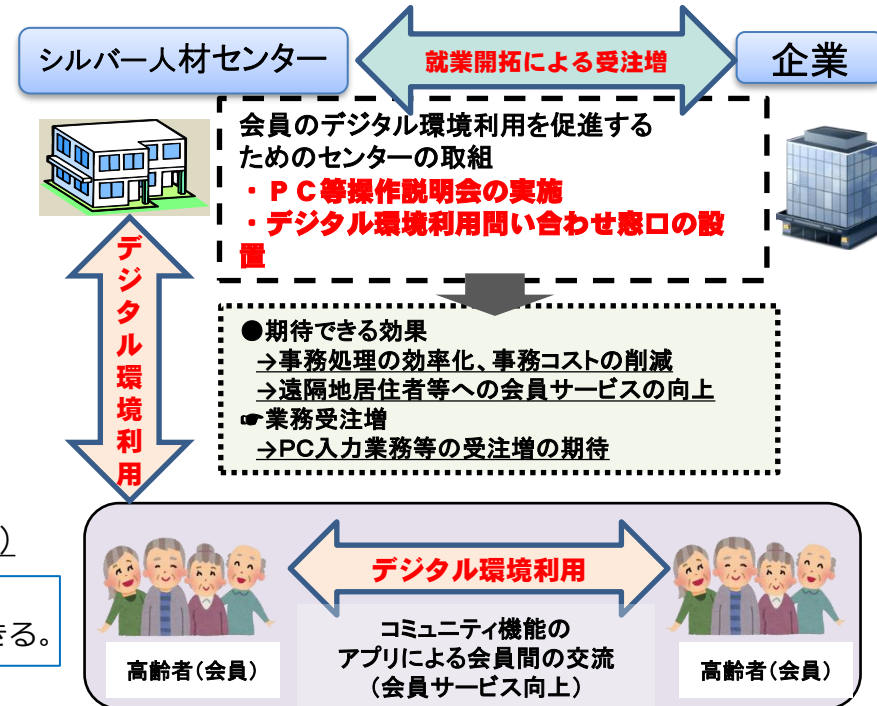 シルバー人材センター
就業開拓による受注増
企業
会員のデジタル環境利用を促進する
ためのセンターの取組
・ＰＣ等操作説明会の実施
・デジタル環境利用問い合わせ窓口の設
置
デジタル環境利用
●期待できる効果
→事務処理の効率化、事務コストの削減
→遠隔地居住者等への会員サービスの向上
☛業務受注増
→PC入力業務等の受注増の期待
）
きる。
デジタル環境利用
コミュニティ機能の
アプリによる会員間の交流
（会員サービス向上）
高齢者（会員）
高齢者（会員）